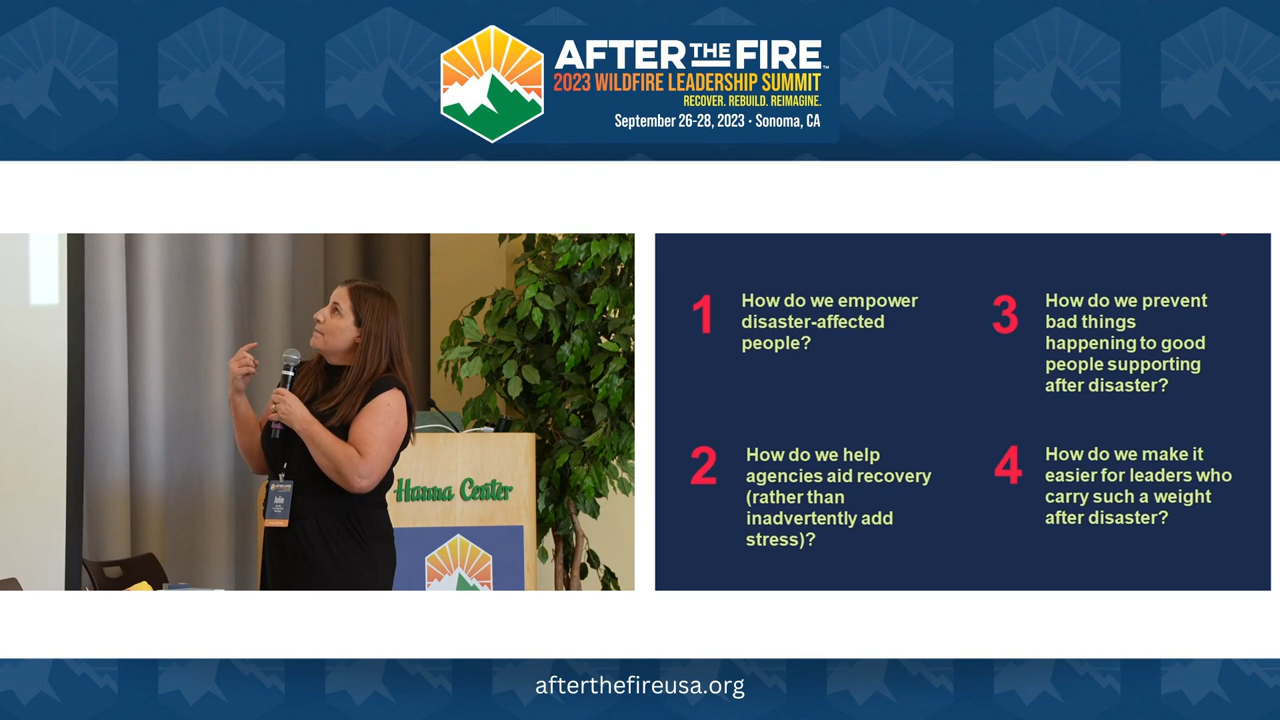 AFTER THE FIRE™
2023 WILDFIRE LEADERSHIP SUMMIT
RECOVER. REBUILD. REIMAGINE.
September 26-28, 2023 · Sonoma, CA
Julie
Hanna Center
1
How do we empower
disaster-affected
people?
2
How do we help
agencies aid recovery
(rather than
inadvertently add
stress)?
3
How do we prevent
bad things
happening to good
people supporting
after disaster?
4
How do we make it
easier for leaders who
carry such a weight
after disaster?
afterthefireusa.org